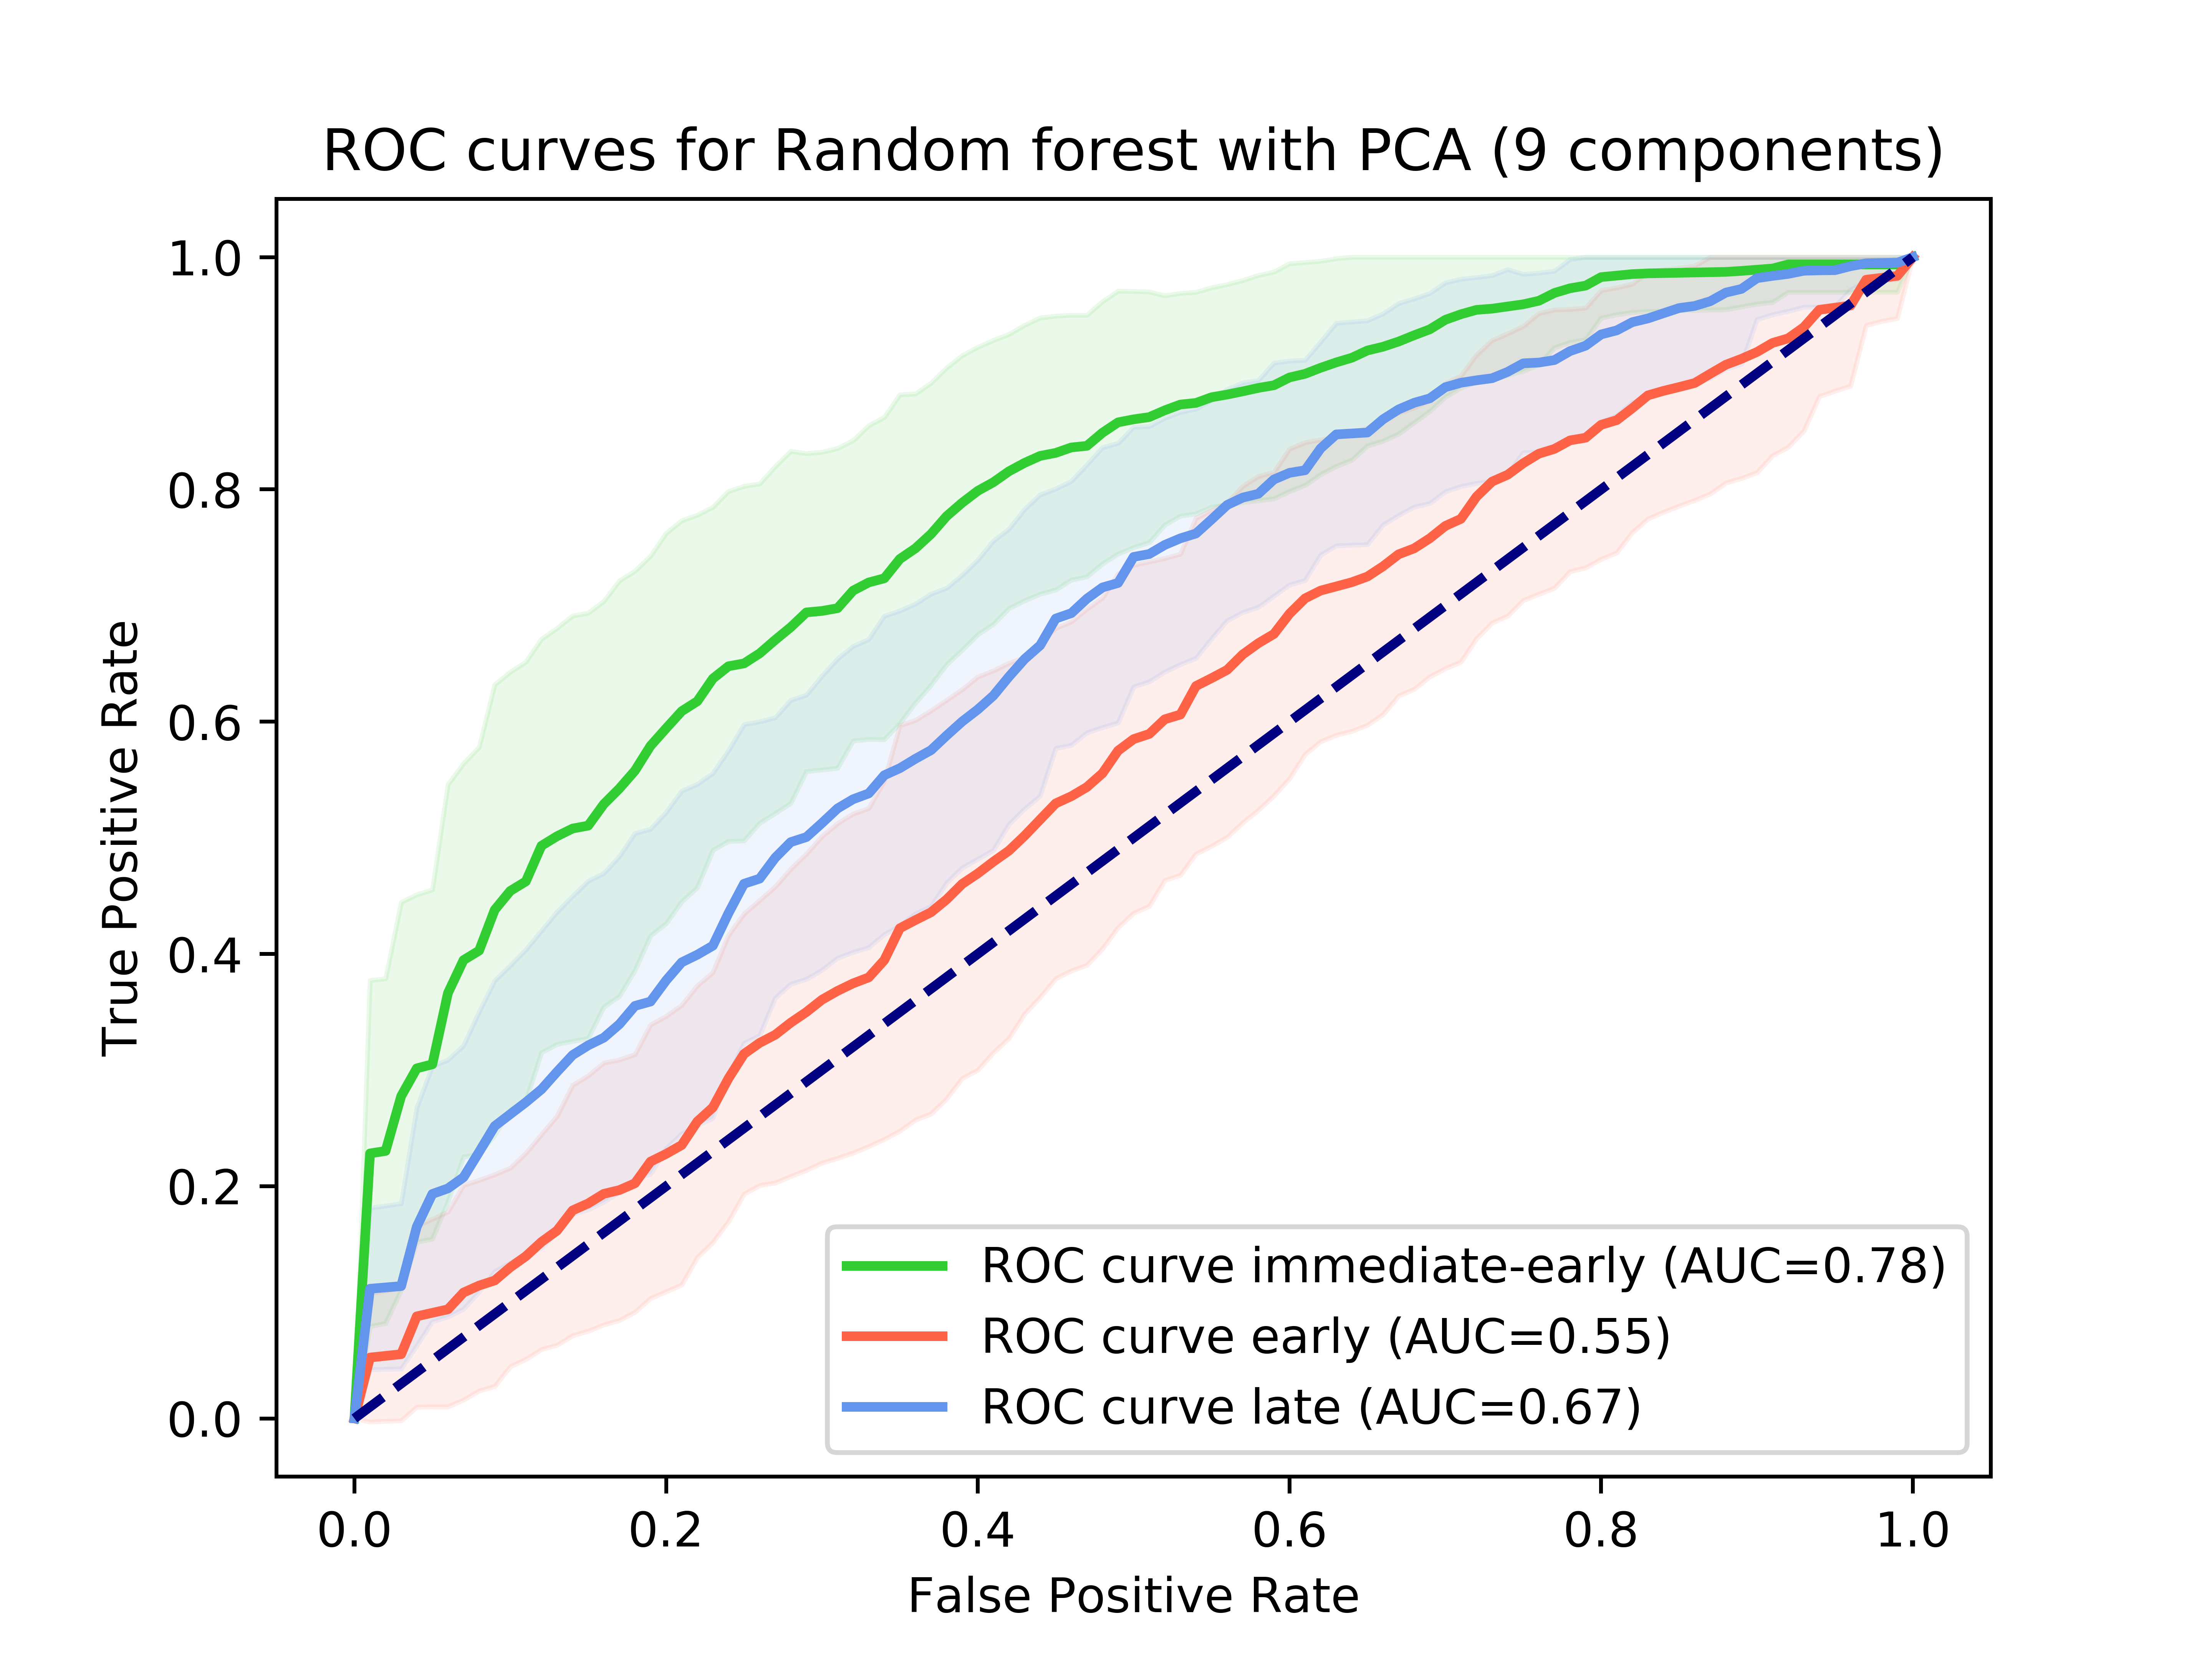 ROC curves for Random forest with PCA (9 components)
1.0
0.8
0.6
0.4
0.2
0.0
True Positive Rate
ROC curve immediate-early (AUC=0.78)
ROC curve early (AUC=0.55)
ROC curve late (AUC=0.67)
0.0 0.2 0.4 0.6 0.8 1.0
False Positive Rate